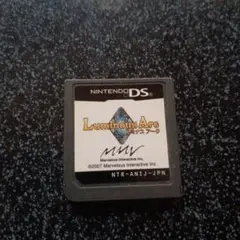 NINTENDO DS
Luminous Arc
ルミナス アーク
Marvelous Interactive Inc.
©2007 Marvelous Interactive Inc.
NTR-ANIJ-JPN